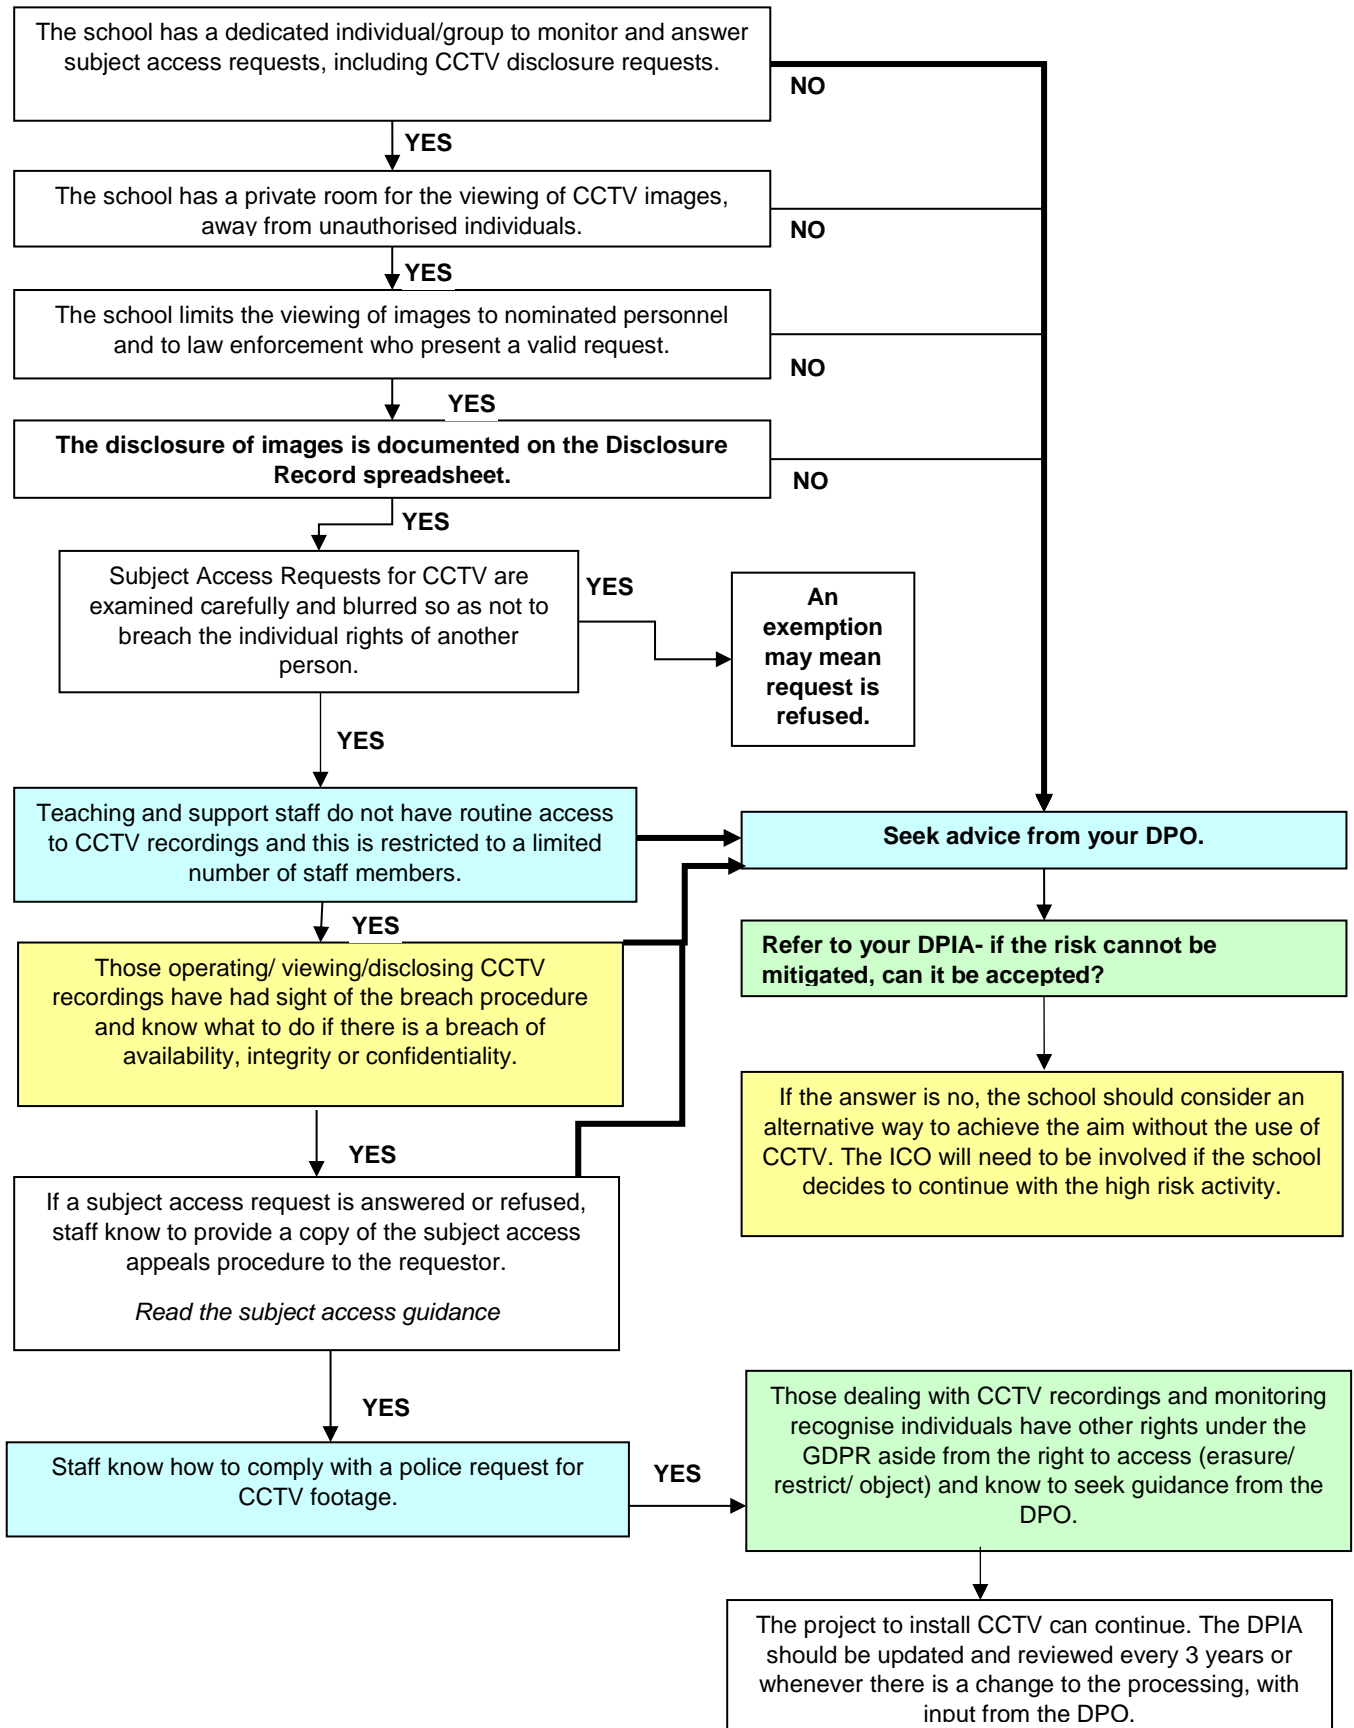 The school has a dedicated individual/group to monitor and answer
subject access requests, including CCTV disclosure requests.
NO
YES
The school has a private room for the viewing of CCTV images,
away from unauthorised individuals.
NO
YES
The school limits the viewing of images to nominated personnel
and to law enforcement who present a valid request.
NO
YES
The disclosure of images is documented on the Disclosure
Record spreadsheet.
NO
YES
Subject Access Requests for CCTV are
examined carefully and blurred so as not to
breach the individual rights of another
person.
YES
An
exemption
may mean
request is
refused.
YES
Teaching and support staff do not have routine access
to CCTV recordings and this is restricted to a limited
number of staff members.
Seek advice from your DPO.
YES
Those operating/ viewing/disclosing CCTV
recordings have had sight of the breach procedure
and know what to do if there is a breach of
availability, integrity or confidentiality.
Refer to your DPIA- if the risk cannot be
mitigated, can it be accepted?
If the answer is no, the school should consider an
alternative way to achieve the aim without the use of
CCTV. The ICO will need to be involved if the school
decides to continue with the high risk activity.
YES
If a subject access request is answered or refused,
staff know to provide a copy of the subject access
appeals procedure to the requestor.
Read the subject access guidance
YES
Staff know how to comply with a police request for
CCTV footage.
YES
Those dealing with CCTV recordings and monitoring
recognise individuals have other rights under the
GDPR aside from the right to access (erasure/
restrict/ object) and know to seek guidance from the
DPO.
The project to install CCTV can continue. The DPIA
should be updated and reviewed every 3 years or
whenever there is a change to the processing, with
input from the DPO.